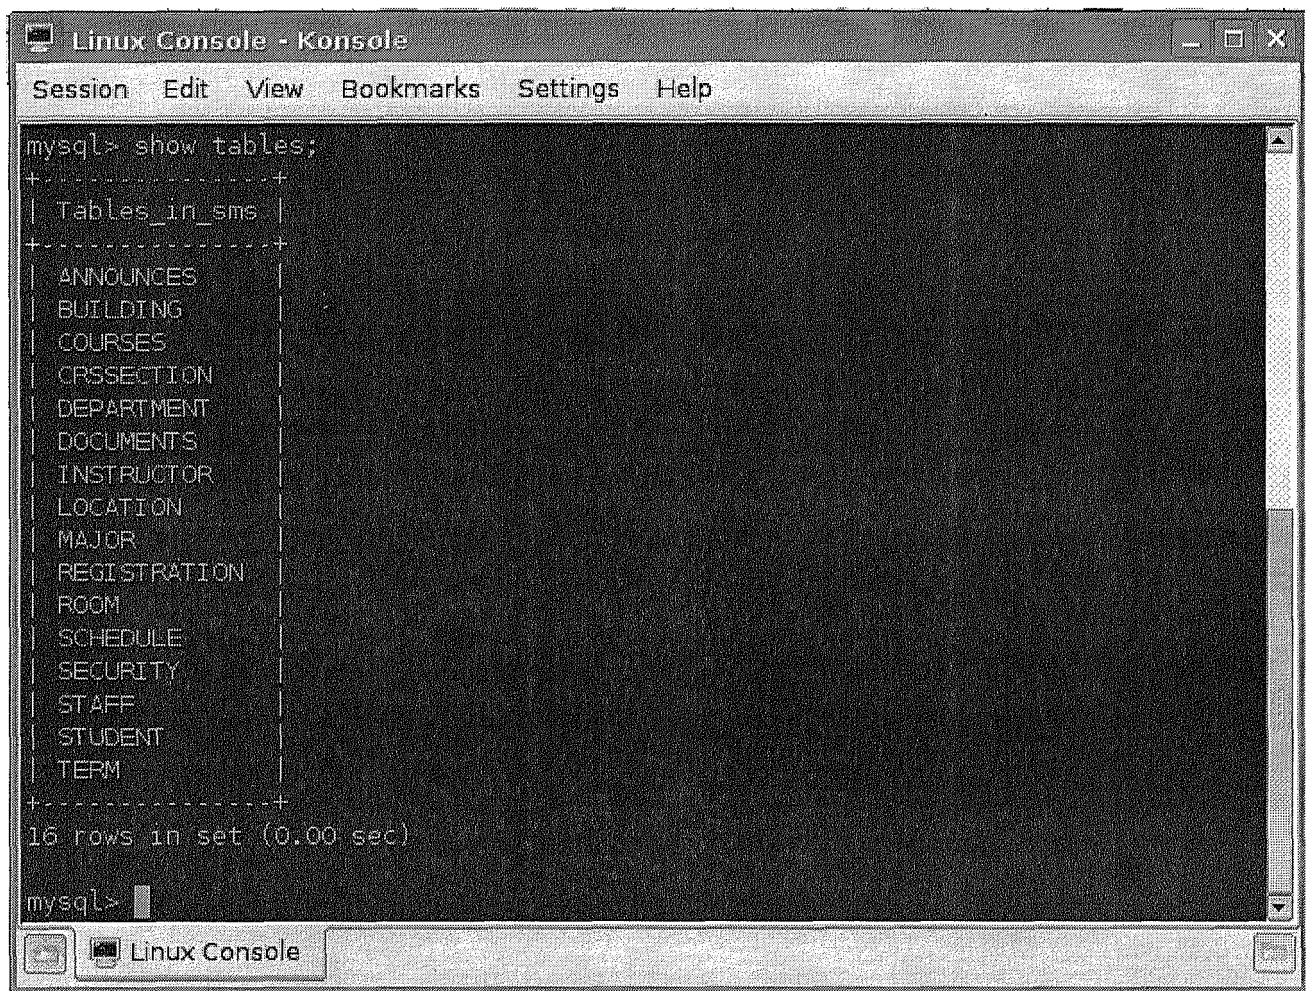 Linux Console - Konsole
Session Edit View Bookmarks Settings Help
mysql> show tables;
+---------------+
| Tables_in_sms |
+---------------+
| ANNOUNCES |
| BUILDING |
| COURSES |
| CRSSECTION |
| DEPARTMENT |
| DOCUMENTS |
| INSTRUCTOR |
| LOCATION |
| MAJOR |
| REGISTRATION |
| ROOM |
| SCHEDULE |
| SECURITY |
| STAFF |
| STUDENT |
| TERM |
+---------------+
16 rows in set (0.00 sec)
mysql>
Linux Console